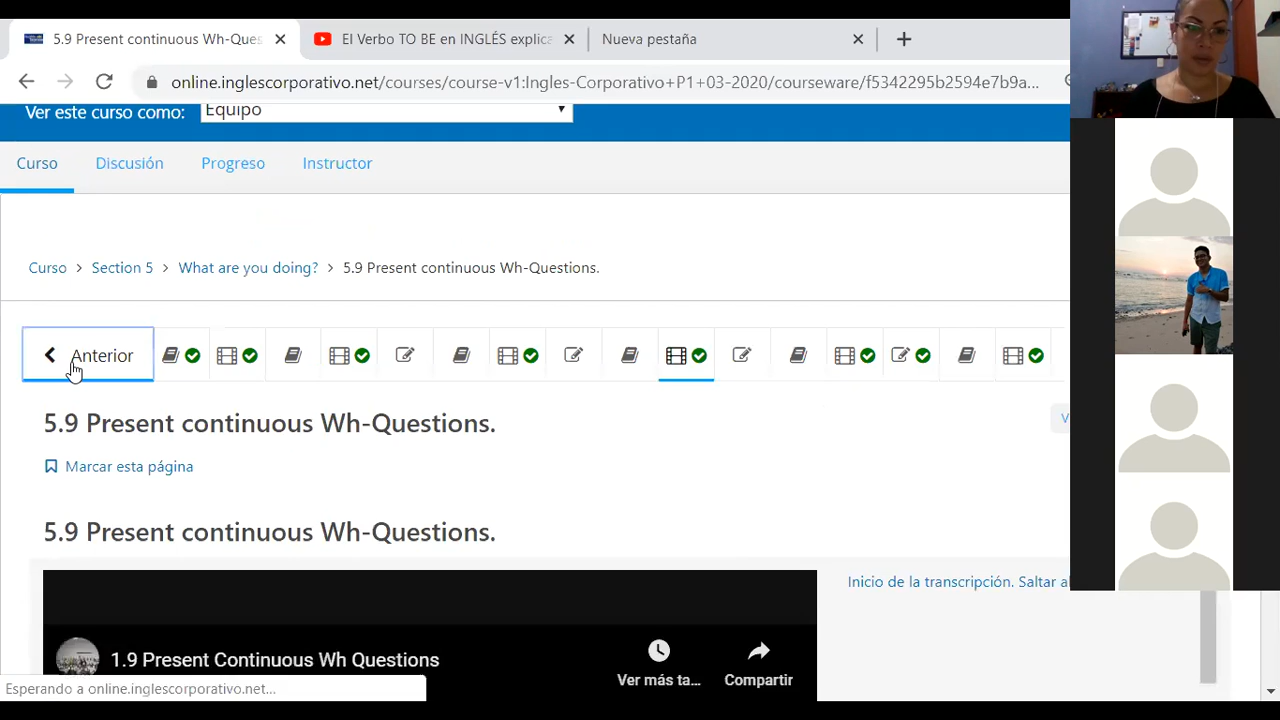 5.9 Present continuous Wh-Ques
El Verbo TO BE en INGLÉS explica
Nueva pestaña
online.inglescorporativo.net/courses/course-v1:Ingles-Corporativo+P1+03-2020/courseware/f5342295b2594e7b9a...
Ver este curso como:
Equipo
Curso
Discusión
Progreso
Instructor
Curso > Section 5 > What are you doing? > 5.9 Present continuous Wh-Questions.
Anterior
5.9 Present continuous Wh-Questions.
Marcar esta página
5.9 Present continuous Wh-Questions.
Inicio de la transcripción. Saltar a
1.9 Present Continuous Wh Questions
Ver más ta...
Compartir
Esperando a online.inglescorporativo.net...